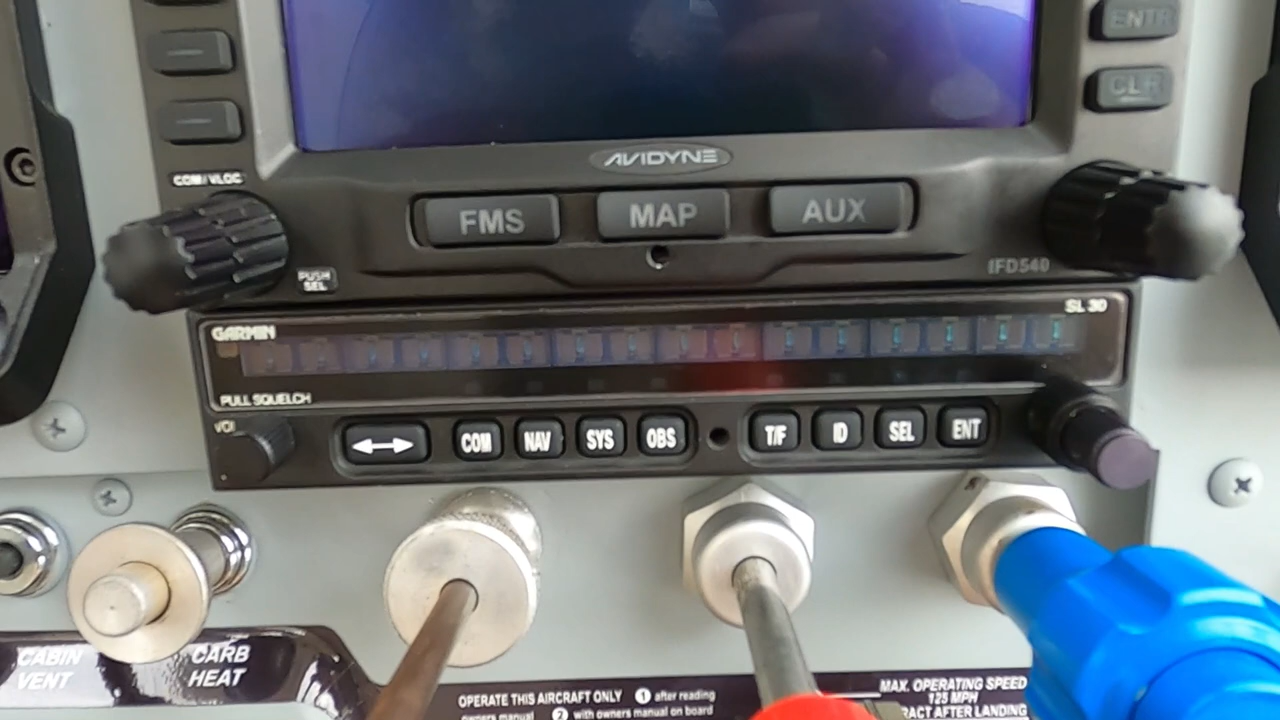 ENTR
CLR
AVIDYNE
COM/VLOC
FMS
MAP
AUX
PUSH
SEL
IFD540
GARMIN
SL 30
PULL SQUELCH
VOL
COM
NAV
SYS
OBS
T/F
ID
SEL
ENT
CABIN
VENT
CARB
HEAT
OPERATE THIS AIRCRAFT ONLY 1 after reading
owners manual 2 with owners manual on board
MAX. OPERATING SPEED
125 MPH
RACT AFTER LANDING